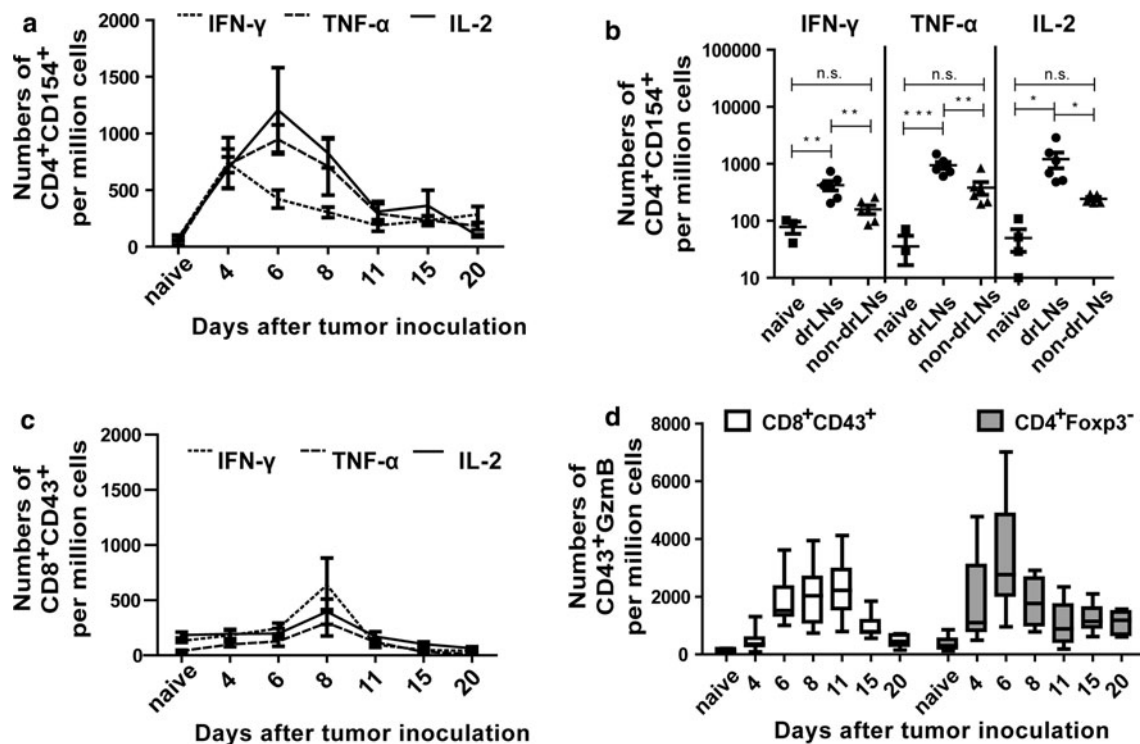 a
IFN-γ TNF-α IL-2
Numbers of
CD4⁺CD154⁺
per million cells
2000
1500
1000
500
0
naive 4 6 8 11 15 20
Days after tumor inoculation
b
IFN-γ TNF-α IL-2
Numbers of
CD4⁺CD154⁺
per million cells
100000
10000
1000
100
10
n.s. n.s. n.s.
** ** *** ** * *
naive drLNs non-drLNs naive drLNs non-drLNs naive drLNs non-drLNs
c
IFN-γ TNF-α IL-2
Numbers of
CD8⁺CD43⁺
per million cells
2000
1500
1000
500
0
naive 4 6 8 11 15 20
Days after tumor inoculation
d
CD8⁺CD43⁺ CD4⁺Foxp3⁻
Numbers of
CD43⁺GzmB
per million cells
8000
6000
4000
2000
0
naive 4 6 8 11 15 20 naive 4 6 8 11 15 20
Days after tumor inoculation